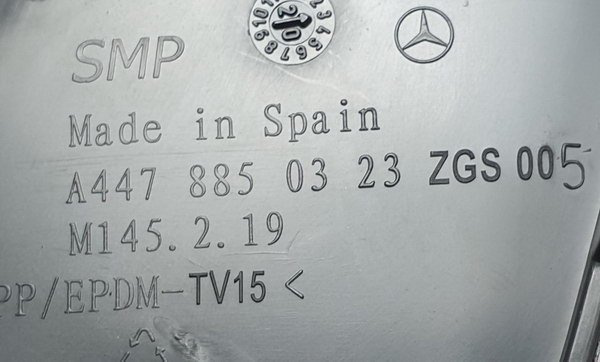 SMP
Made in Spain
A447 885 03 23 ZGS 005
M145.2.19
PP/EPDM-TV15 <